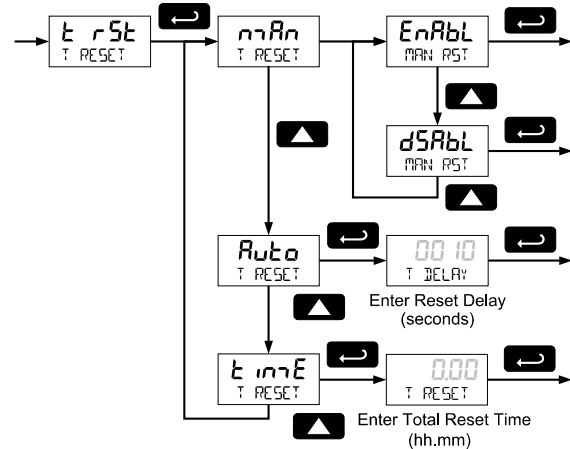 t rSt
T RESET
mAn
T RESET
EnAbL
MAN RST
dSAbL
MAN RST
Auto
T RESET
0010
T DELAY
Enter Reset Delay
(seconds)
timE
T RESET
0.00
T RESET
Enter Total Reset Time
(hh.mm)